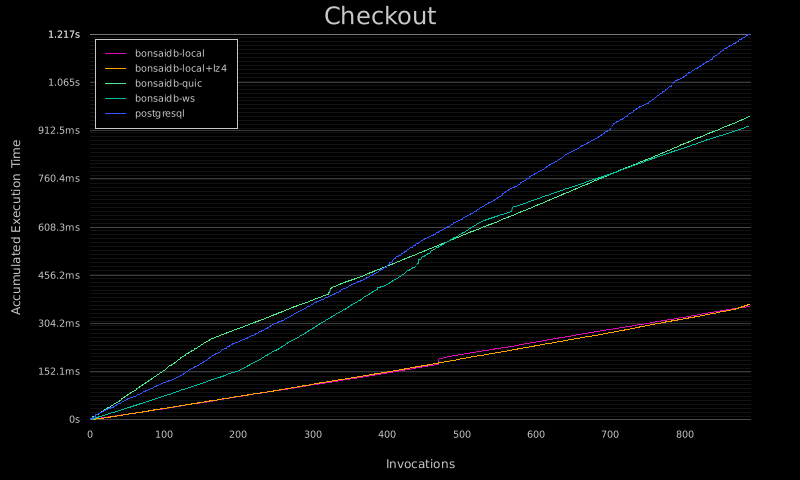 Checkout
1.217s
1.065s
912.5ms
760.4ms
608.3ms
456.2ms
304.2ms
152.1ms
0s
Accumulated Execution Time
bonsaidb-local
bonsaidb-local+lz4
bonsaidb-quic
bonsaidb-ws
postgresql
0 100 200 300 400 500 600 700 800
Invocations